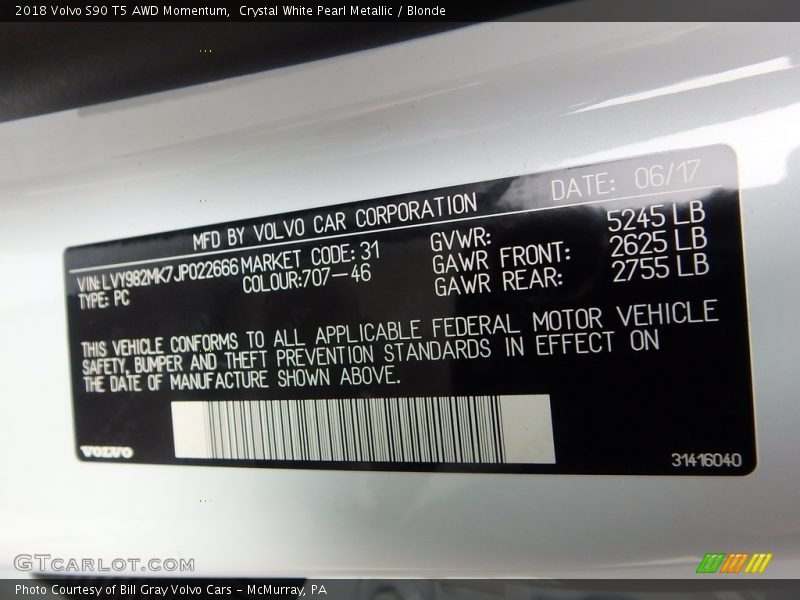 2018 Volvo S90 T5 AWD Momentum,  Crystal White Pearl Metallic / Blonde
MFD BY VOLVO CAR CORPORATION DATE: 06/17
VIN: LVY982MK7JP022666 MARKET CODE: 31 GVWR: 5245 LB
TYPE: PC COLOUR:707-46 GAWR FRONT: 2625 LB
GAWR REAR: 2755 LB
THIS VEHICLE CONFORMS TO ALL APPLICABLE FEDERAL MOTOR VEHICLE
SAFETY, BUMPER AND THEFT PREVENTION STANDARDS IN EFFECT ON
THE DATE OF MANUFACTURE SHOWN ABOVE.
VOLVO 31416040
GTCARLOT.COM
Photo Courtesy of Bill Gray Volvo Cars - McMurray, PA